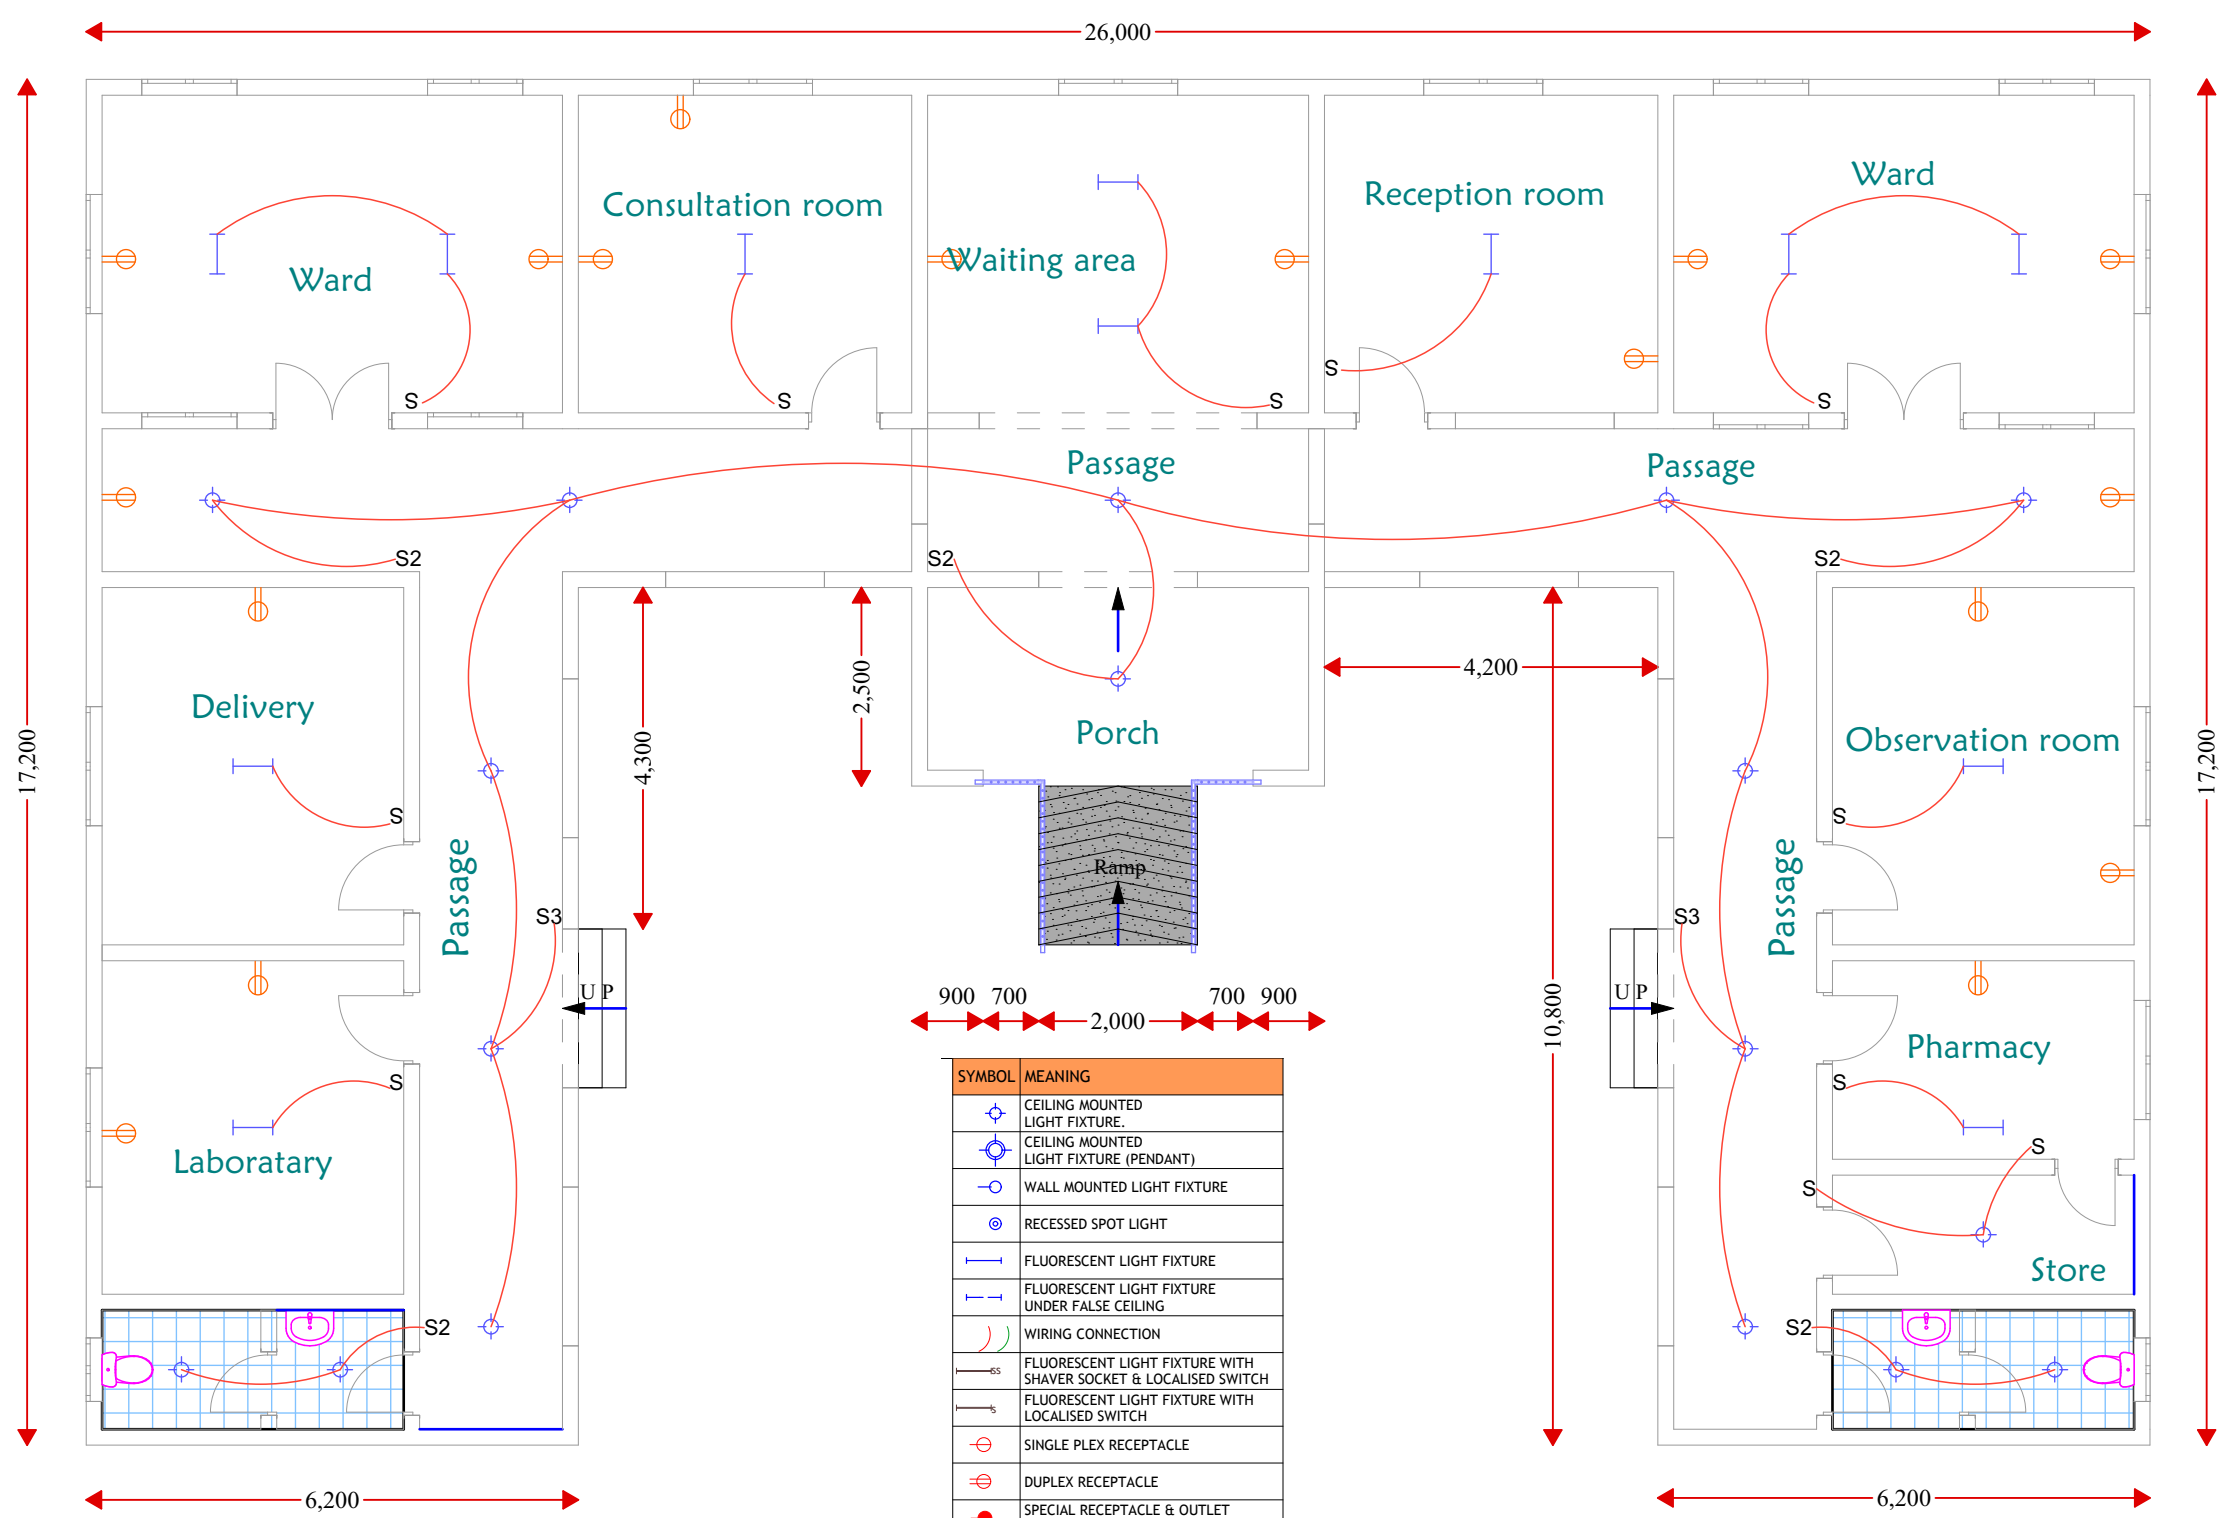 26,000
Ward
Consultation room
Waiting area
Reception room
Ward
S
S
S
S
S
Passage
Passage
S2
S2
S2
17,200
17,200
Delivery
4,300
2,500
4,200
Porch
Observation room
S
S
Passage
Ramp
Passage
S3
S3
U P
U P
900 700
700 900
2,000
10,800
Pharmacy
S
S
Laboratary
S
S
Store
S2
S2
6,200
6,200
SYMBOL MEANING
CEILING MOUNTED
LIGHT FIXTURE.
CEILING MOUNTED
LIGHT FIXTURE (PENDANT)
WALL MOUNTED LIGHT FIXTURE
RECESSED SPOT LIGHT
FLUORESCENT LIGHT FIXTURE
FLUORESCENT LIGHT FIXTURE
UNDER FALSE CEILING
WIRING CONNECTION
SS
FLUORESCENT LIGHT FIXTURE WITH
SHAVER SOCKET & LOCALISED SWITCH
S
FLUORESCENT LIGHT FIXTURE WITH
LOCALISED SWITCH
SINGLE PLEX RECEPTACLE
DUPLEX RECEPTACLE
SPECIAL RECEPTACLE & OUTLET